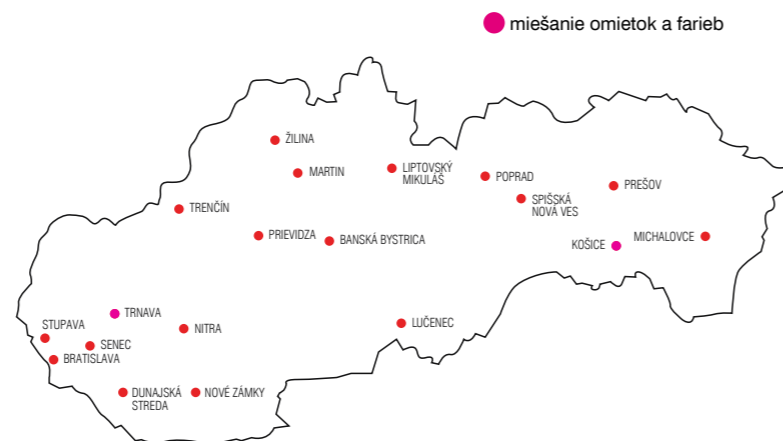 miešanie omietok a farieb
ŽILINA
MARTIN
LIPTOVSKÝ
MIKULÁŠ
POPRAD
SPIŠSKÁ
NOVÁ VES
PREŠOV
TRENČÍN
PRIEVIDZA
BANSKÁ BYSTRICA
KOŠICE
MICHALOVCE
TRNAVA
STUPAVA
SENEC
BRATISLAVA
NITRA
LUČENEC
DUNAJSKÁ
STREDA
NOVÉ ZÁMKY